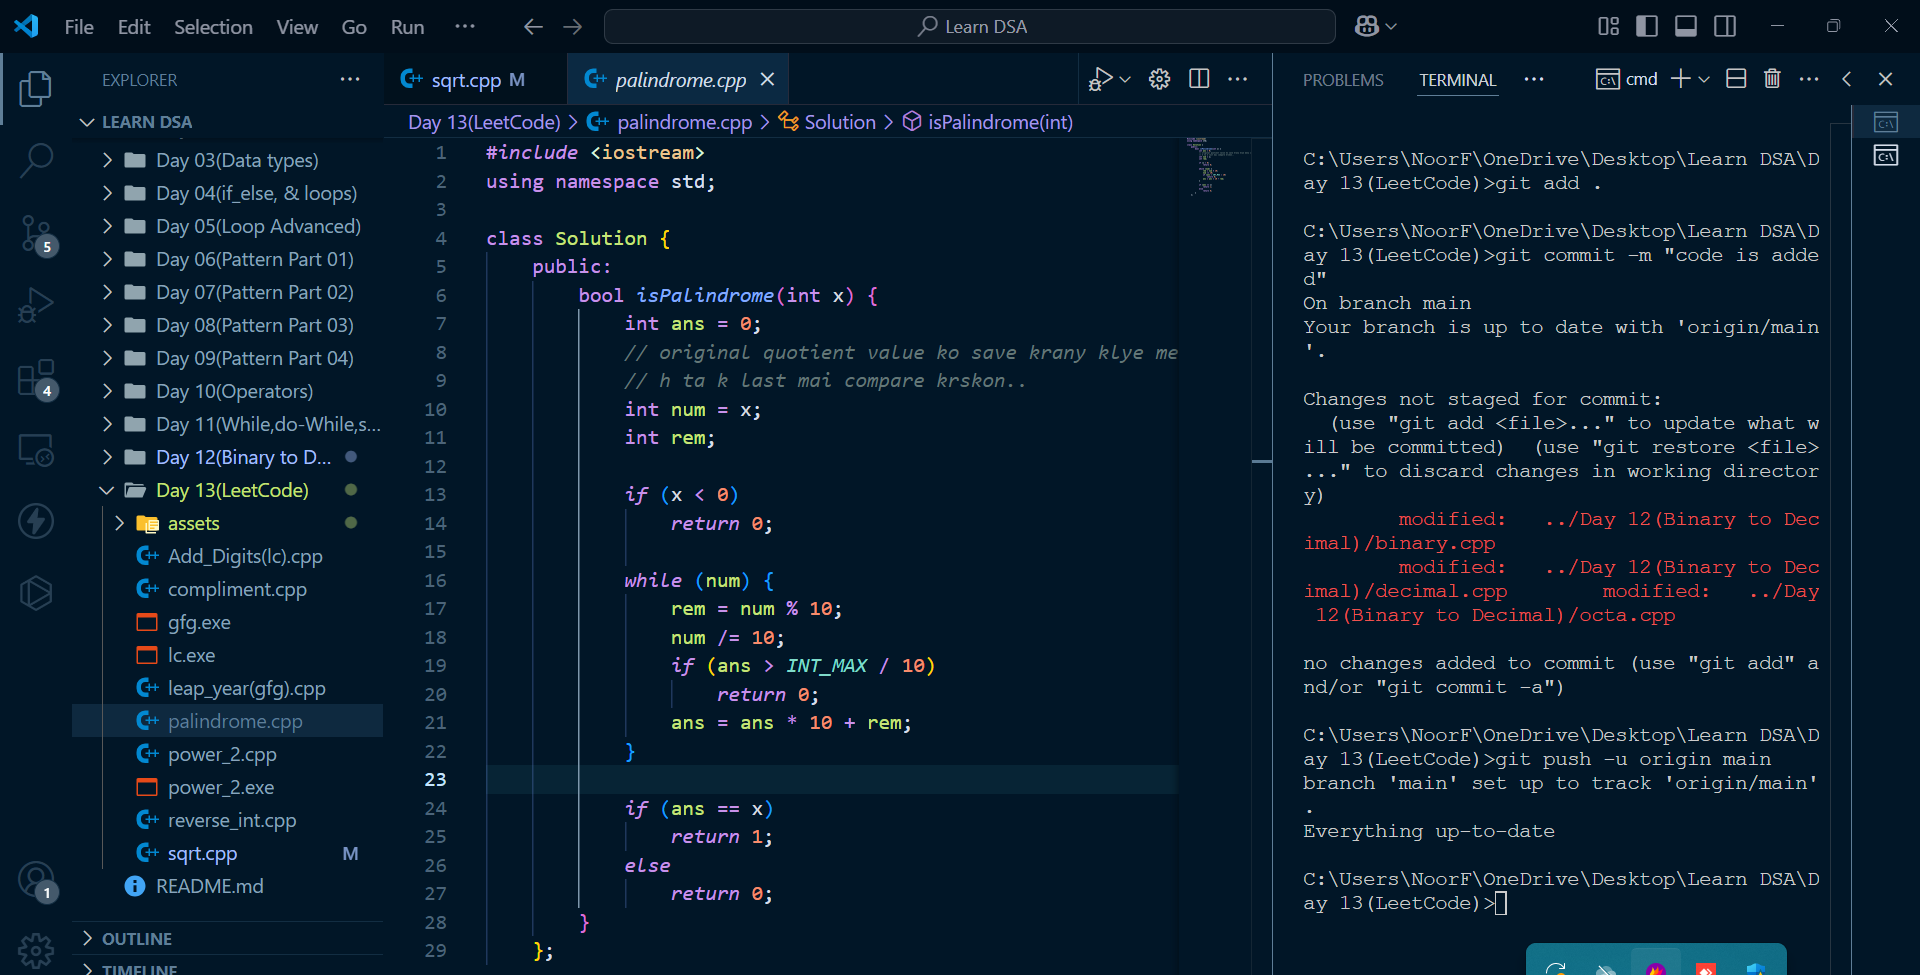 File Edit Selection View Go Run ··· Learn DSA
EXPLORER ···
LEARN DSA
Day 03(Data types)
Day 04(if_else, & loops)
Day 05(Loop Advanced)
Day 06(Pattern Part 01)
Day 07(Pattern Part 02)
Day 08(Pattern Part 03)
Day 09(Pattern Part 04)
Day 10(Operators)
Day 11(While,do-While,s...
Day 12(Binary to D...
Day 13(LeetCode)
assets
Add_Digits(lc).cpp
compliment.cpp
gfg.exe
lc.exe
leap_year(gfg).cpp
palindrome.cpp
power_2.cpp
power_2.exe
reverse_int.cpp
sqrt.cpp M
README.md
OUTLINE
TIMELINE
5
4
1
sqrt.cpp M palindrome.cpp
Day 13(LeetCode) > palindrome.cpp > Solution > isPalindrome(int)
1 #include <iostream>
2 using namespace std;
3
4 class Solution {
5 public:
6 bool isPalindrome(int x) {
7 int ans = 0;
8 // original quotient value ko save krany klye me
9 // h ta k last mai compare krskon..
10 int num = x;
11 int rem;
12
13 if (x < 0)
14 return 0;
15
16 while (num) {
17 rem = num % 10;
18 num /= 10;
19 if (ans > INT_MAX / 10)
20 return 0;
21 ans = ans * 10 + rem;
22 }
23
24 if (ans == x)
25 return 1;
26 else
27 return 0;
28 }
29 };
PROBLEMS TERMINAL ··· cmd
C:\Users\NoorF\OneDrive\Desktop\Learn DSA\D
ay 13(LeetCode)>git add .
C:\Users\NoorF\OneDrive\Desktop\Learn DSA\D
ay 13(LeetCode)>git commit -m "code is adde
d"
On branch main
Your branch is up to date with 'origin/main
'.
Changes not staged for commit:
(use "git add <file>..." to update what w
ill be committed) (use "git restore <file>
..." to discard changes in working director
y)
modified: ../Day 12(Binary to Dec
imal)/binary.cpp
modified: ../Day 12(Binary to Dec
imal)/decimal.cpp modified: ../Day
12(Binary to Decimal)/octa.cpp
no changes added to commit (use "git add" a
nd/or "git commit -a")
C:\Users\NoorF\OneDrive\Desktop\Learn DSA\D
ay 13(LeetCode)>git push -u origin main
branch 'main' set up to track 'origin/main'
.
Everything up-to-date
C:\Users\NoorF\OneDrive\Desktop\Learn DSA\D
ay 13(LeetCode)>